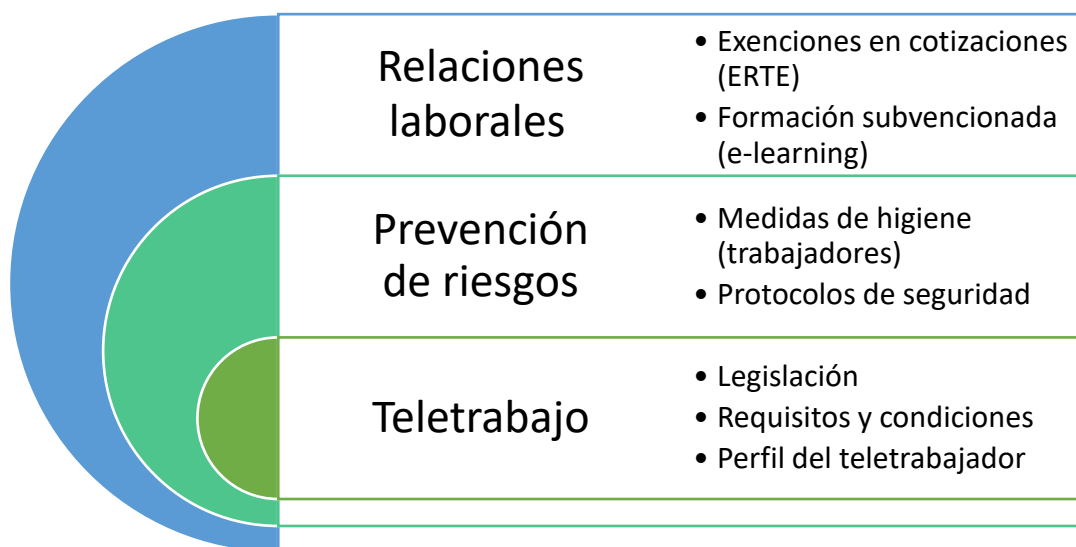 Relaciones
laborales
• Exenciones en cotizaciones
(ERTE)
• Formación subvencionada
(e-learning)
Prevención
de riesgos
• Medidas de higiene
(trabajadores)
• Protocolos de seguridad
Teletrabajo
• Legislación
• Requisitos y condiciones
• Perfil del teletrabajador